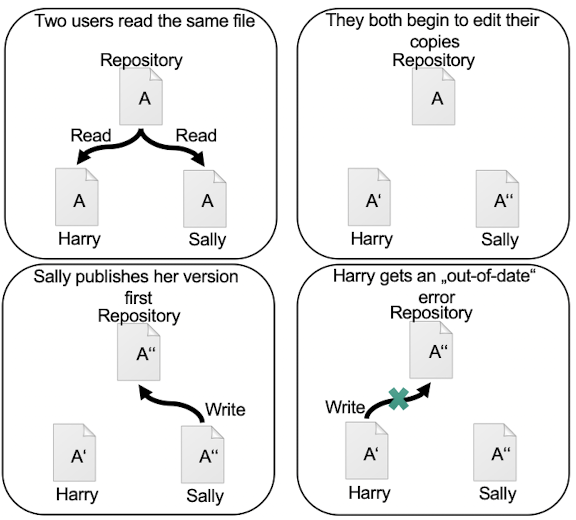 Two users read the same file
Repository
A
Read Read
A A
Harry Sally
They both begin to edit their
copies
Repository
A
A‘ A“
Harry Sally
Sally publishes her version
first
Repository
A“
Write
A‘ A“
Harry Sally
Harry gets an „out-of-date“
error
Repository
A“
Write
A‘ A“
Harry Sally